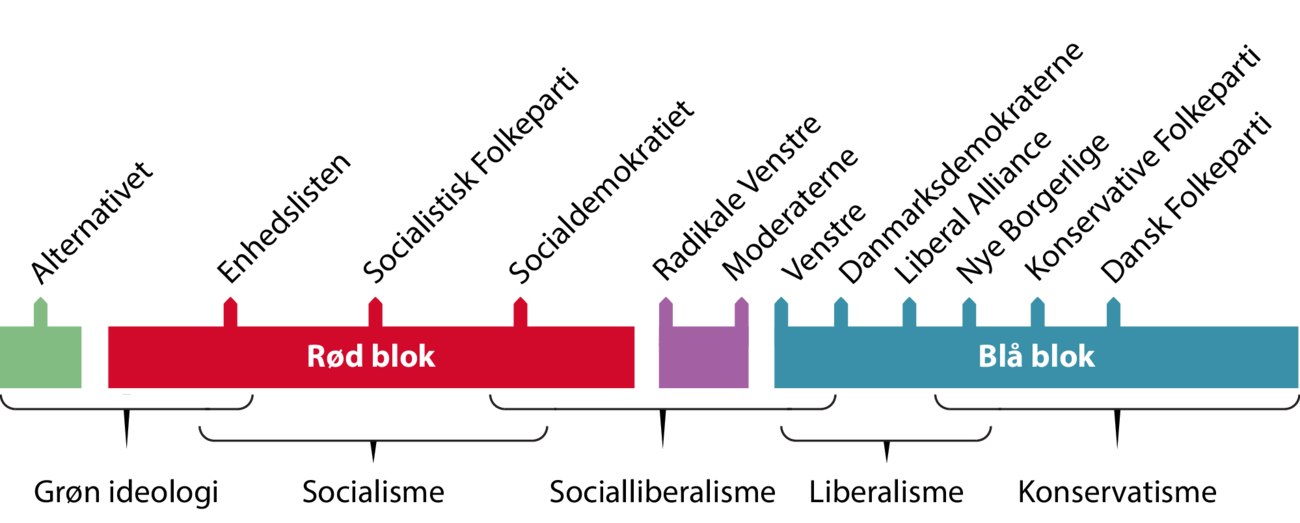 Alternativet
Enhedslisten
Socialistisk Folkeparti
Socialdemokratiet
Radikale Venstre
Moderaterne
Venstre
Danmarksdemokraterne
Liberal Alliance
Nye Borgerlige
Konservative Folkeparti
Dansk Folkeparti
Rød blok
Blå blok
Grøn ideologi
Socialisme
Socialliberalisme
Liberalisme
Konservatisme